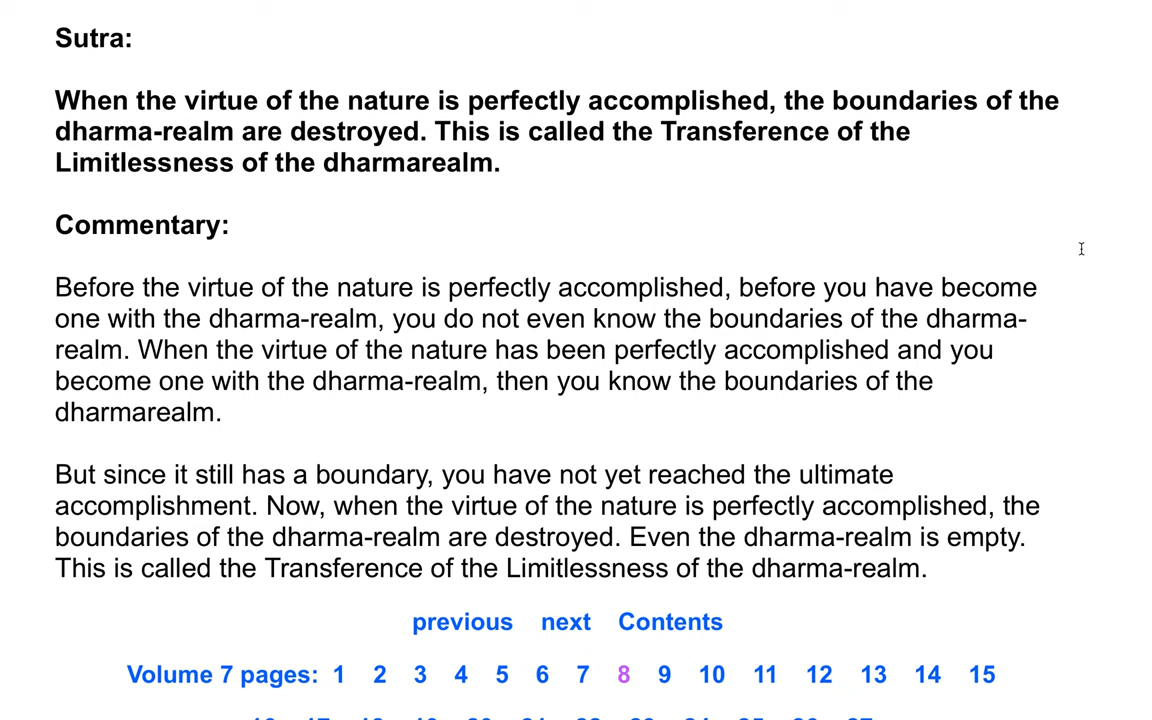 Sutra:
When the virtue of the nature is perfectly accomplished, the boundaries of the
dharma-realm are destroyed. This is called the Transference of the
Limitlessness of the dharmarealm.
Commentary:
Before the virtue of the nature is perfectly accomplished, before you have become
one with the dharma-realm, you do not even know the boundaries of the dharma-
realm. When the virtue of the nature has been perfectly accomplished and you
become one with the dharma-realm, then you know the boundaries of the
dharmarealm.
But since it still has a boundary, you have not yet reached the ultimate
accomplishment. Now, when the virtue of the nature is perfectly accomplished, the
boundaries of the dharma-realm are destroyed. Even the dharma-realm is empty.
This is called the Transference of the Limitlessness of the dharma-realm.
previous next Contents
Volume 7 pages: 1 2 3 4 5 6 7 8 9 10 11 12 13 14 15